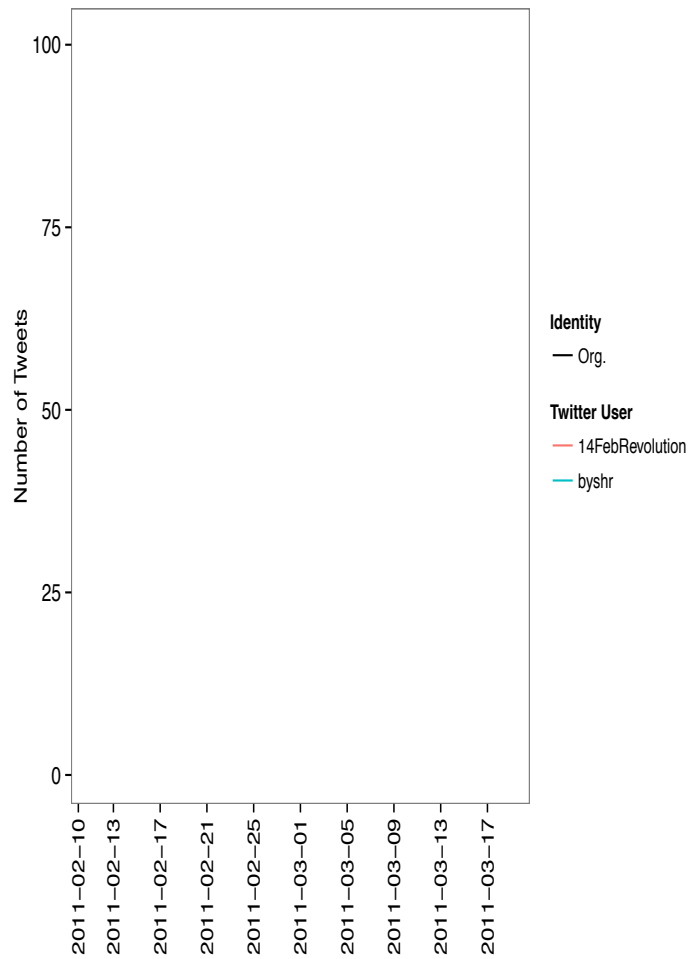 100
75
50
25
0
Number of Tweets
2011−02−10
2011−02−13
2011−02−17
2011−02−21
2011−02−25
2011−03−01
2011−03−05
2011−03−09
2011−03−13
2011−03−17
Identity
Org.
Twitter User
14FebRevolution
byshr